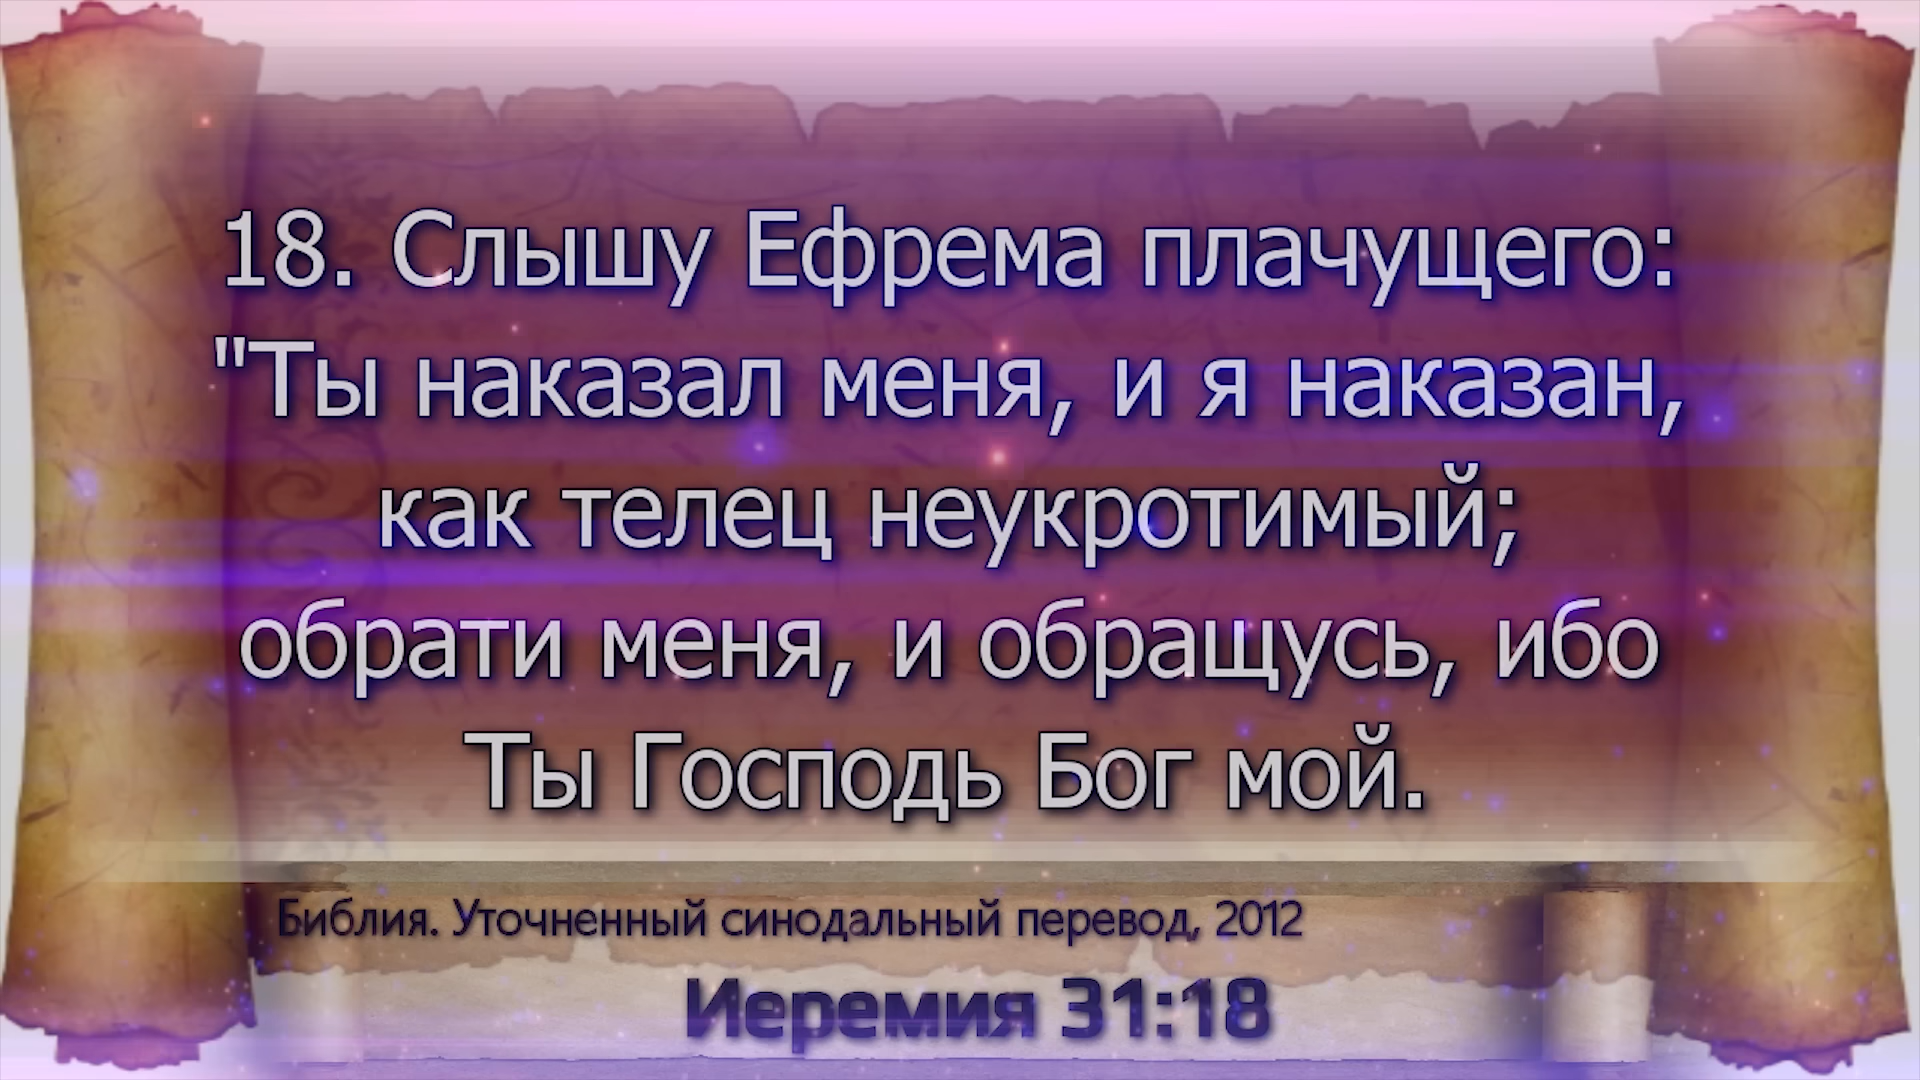 18. Слышу Ефрема плачущего:
"Ты наказал меня, и я наказан,
как телец неукротимый;
обрати меня, и обращусь, ибо
Ты Господь Бог мой.
Библия. Уточненный синодальный перевод, 2012
Иеремия 31:18